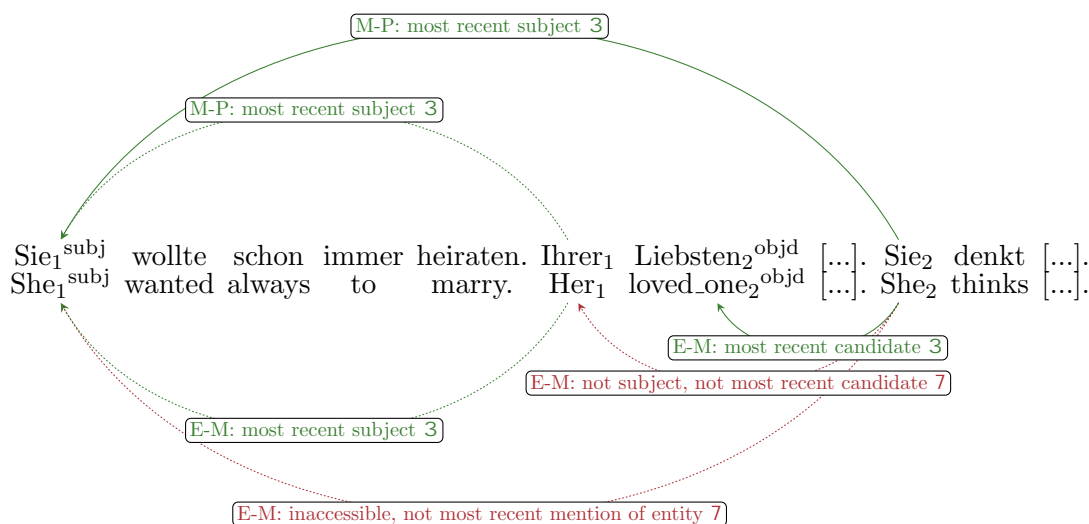 M-P: most recent subject 3
M-P: most recent subject 3
Sie₁ˢᵘᵇʲ wollte schon immer heiraten. Ihrer₁ Liebsten₂ᵒᵇʲᵈ [...]. Sie₂ denkt [...].
She₁ˢᵘᵇʲ wanted always to marry. Her₁ loved_one₂ᵒᵇʲᵈ [...]. She₂ thinks [...].
E-M: most recent candidate 3
E-M: not subject, not most recent candidate 7
E-M: most recent subject 3
E-M: inaccessible, not most recent mention of entity 7